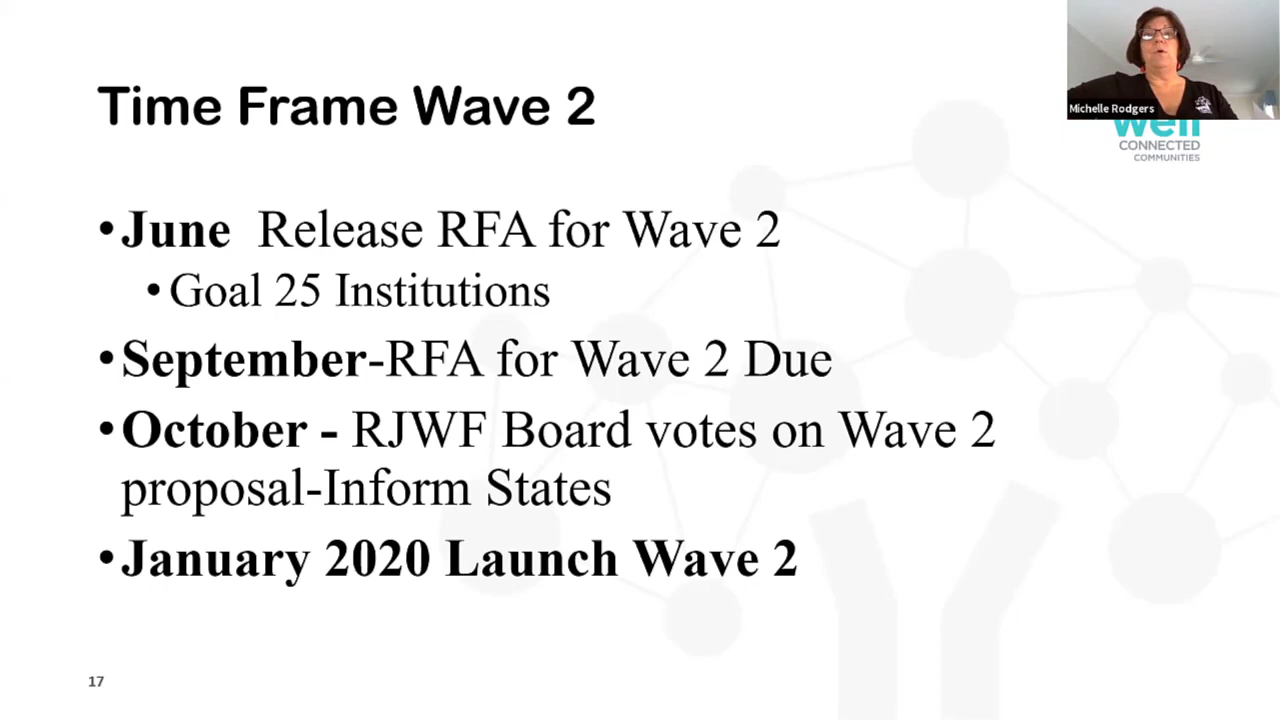 Time Frame Wave 2
Michelle Rodgers
well
CONNECTED
COMMUNITIES
•June Release RFA for Wave 2
•Goal 25 Institutions
•September-RFA for Wave 2 Due
•October - RJWF Board votes on Wave 2
proposal-Inform States
•January 2020 Launch Wave 2
17